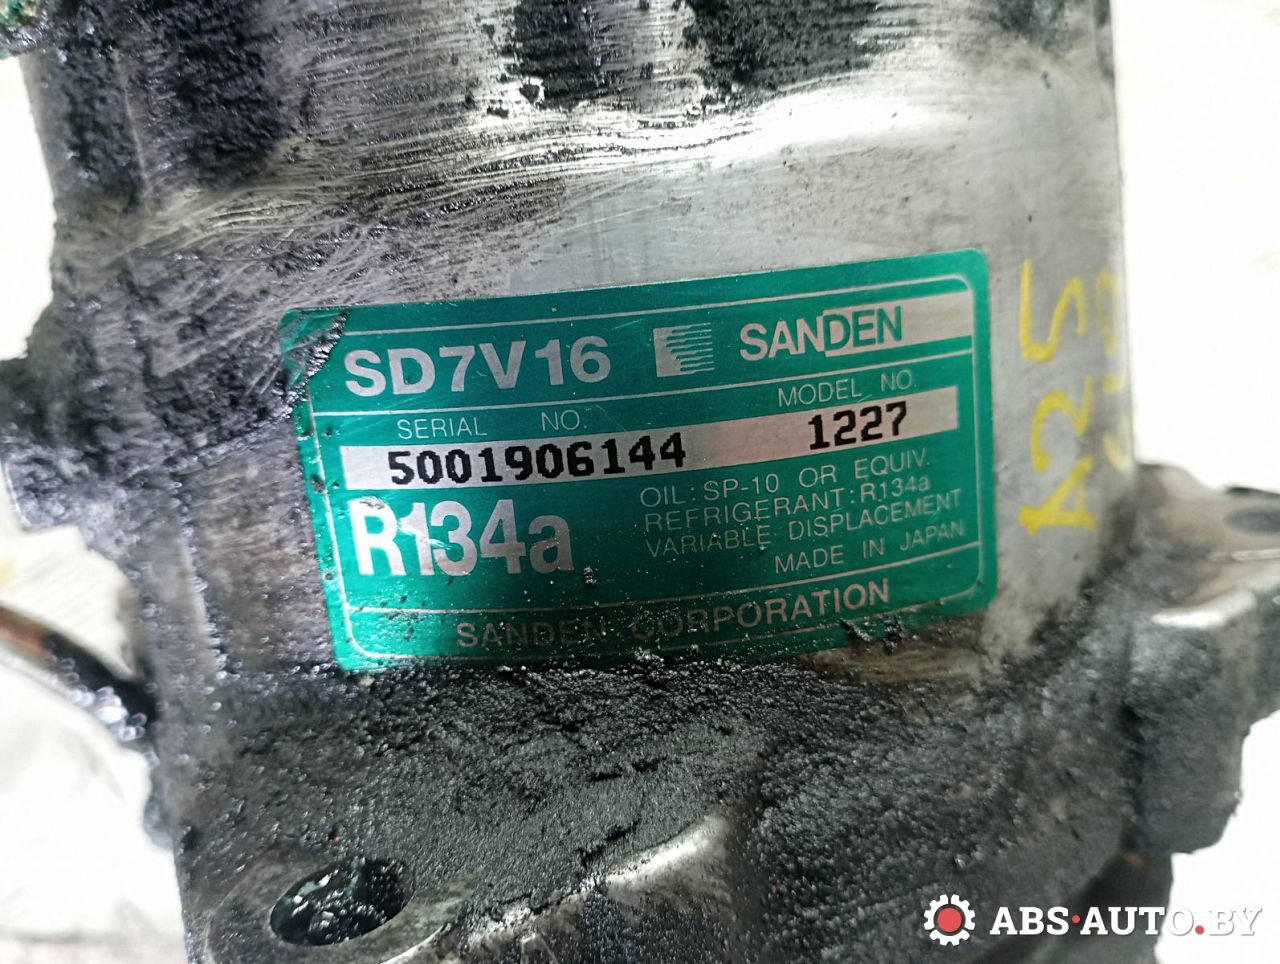 SD7V16 SANDEN
SERIAL NO. MODEL NO.
5001906144 1227
R134a
OIL: SP-10 OR EQUIV.
REFRIGERANT: R134a
VARIABLE DISPLACEMENT
MADE IN JAPAN
SANDEN CORPORATION
A25
ABS·AUTO.BY